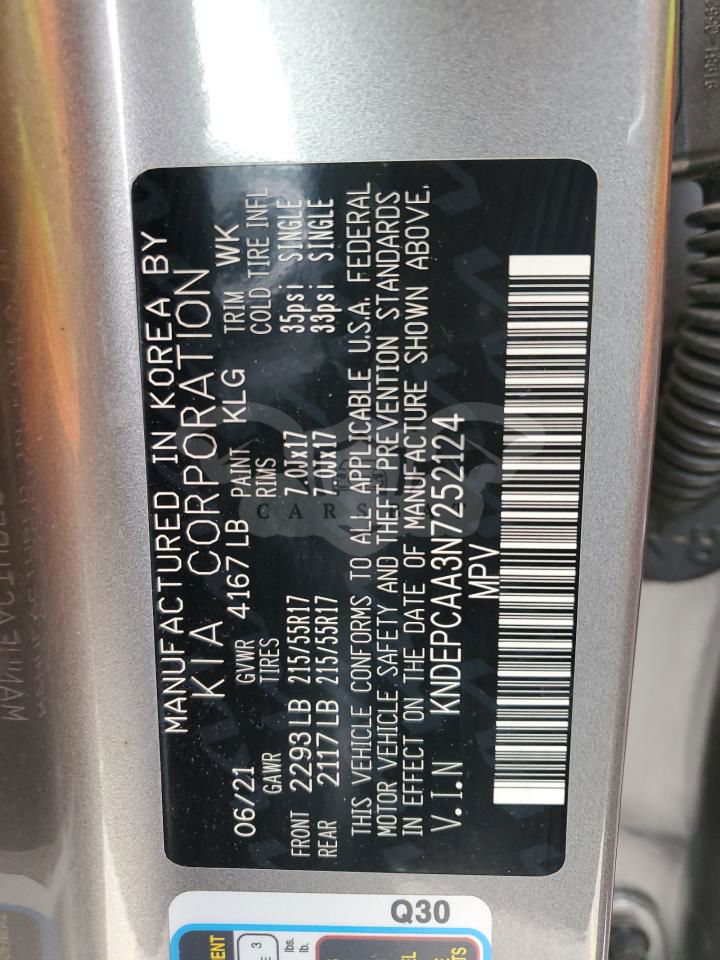 MANUFACTURED IN KOREA BY
KIA CORPORATION
06/21 GVWR 4167 LB PAINT KLG TRIM WK
GAWR TIRES RIMS COLD TIRE INFL
FRONT 2293 LB 215/55R17 7.0Jx17 35psi SINGLE
REAR 2117 LB 215/55R17 7.0Jx17 33psi SINGLE
THIS VEHICLE CONFORMS TO ALL APPLICABLE U.S.A. FEDERAL
MOTOR VEHICLE SAFETY AND THEFT PREVENTION STANDARDS
IN EFFECT ON THE DATE OF MANUFACTURE SHOWN ABOVE.
V.I.N KNDEPCAA3N7252124
MPV
Q30
3
lbs.
lb.